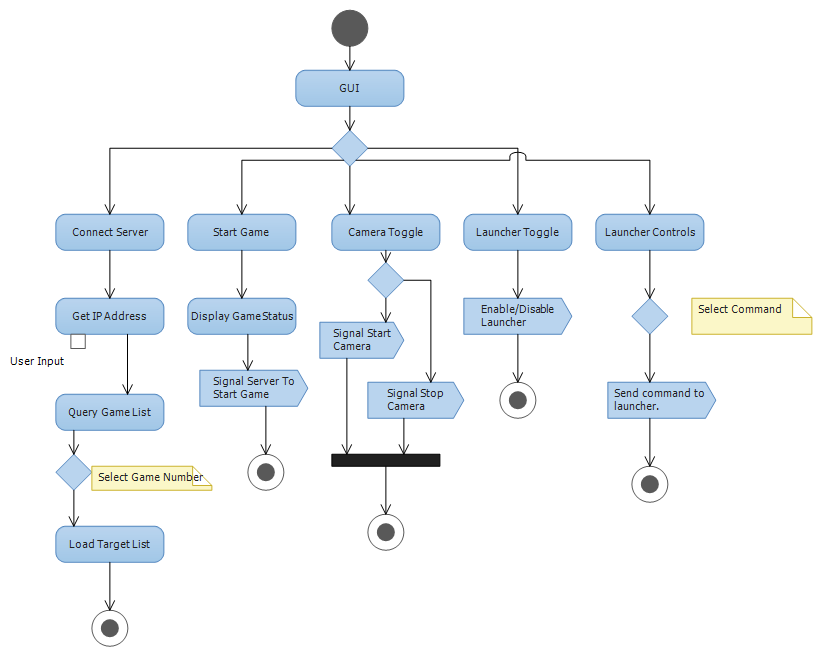 GUI
Connect Server
Start Game
Camera Toggle
Launcher Toggle
Launcher Controls
Get IP Address
User Input
Display GameStatus
Signal Start
Camera
Enable/Disable
Launcher
Select Command
Signal Server To
Start Game
Signal Stop
Camera
Send command to
launcher.
Query Game List
Select Game Number
Load Target List